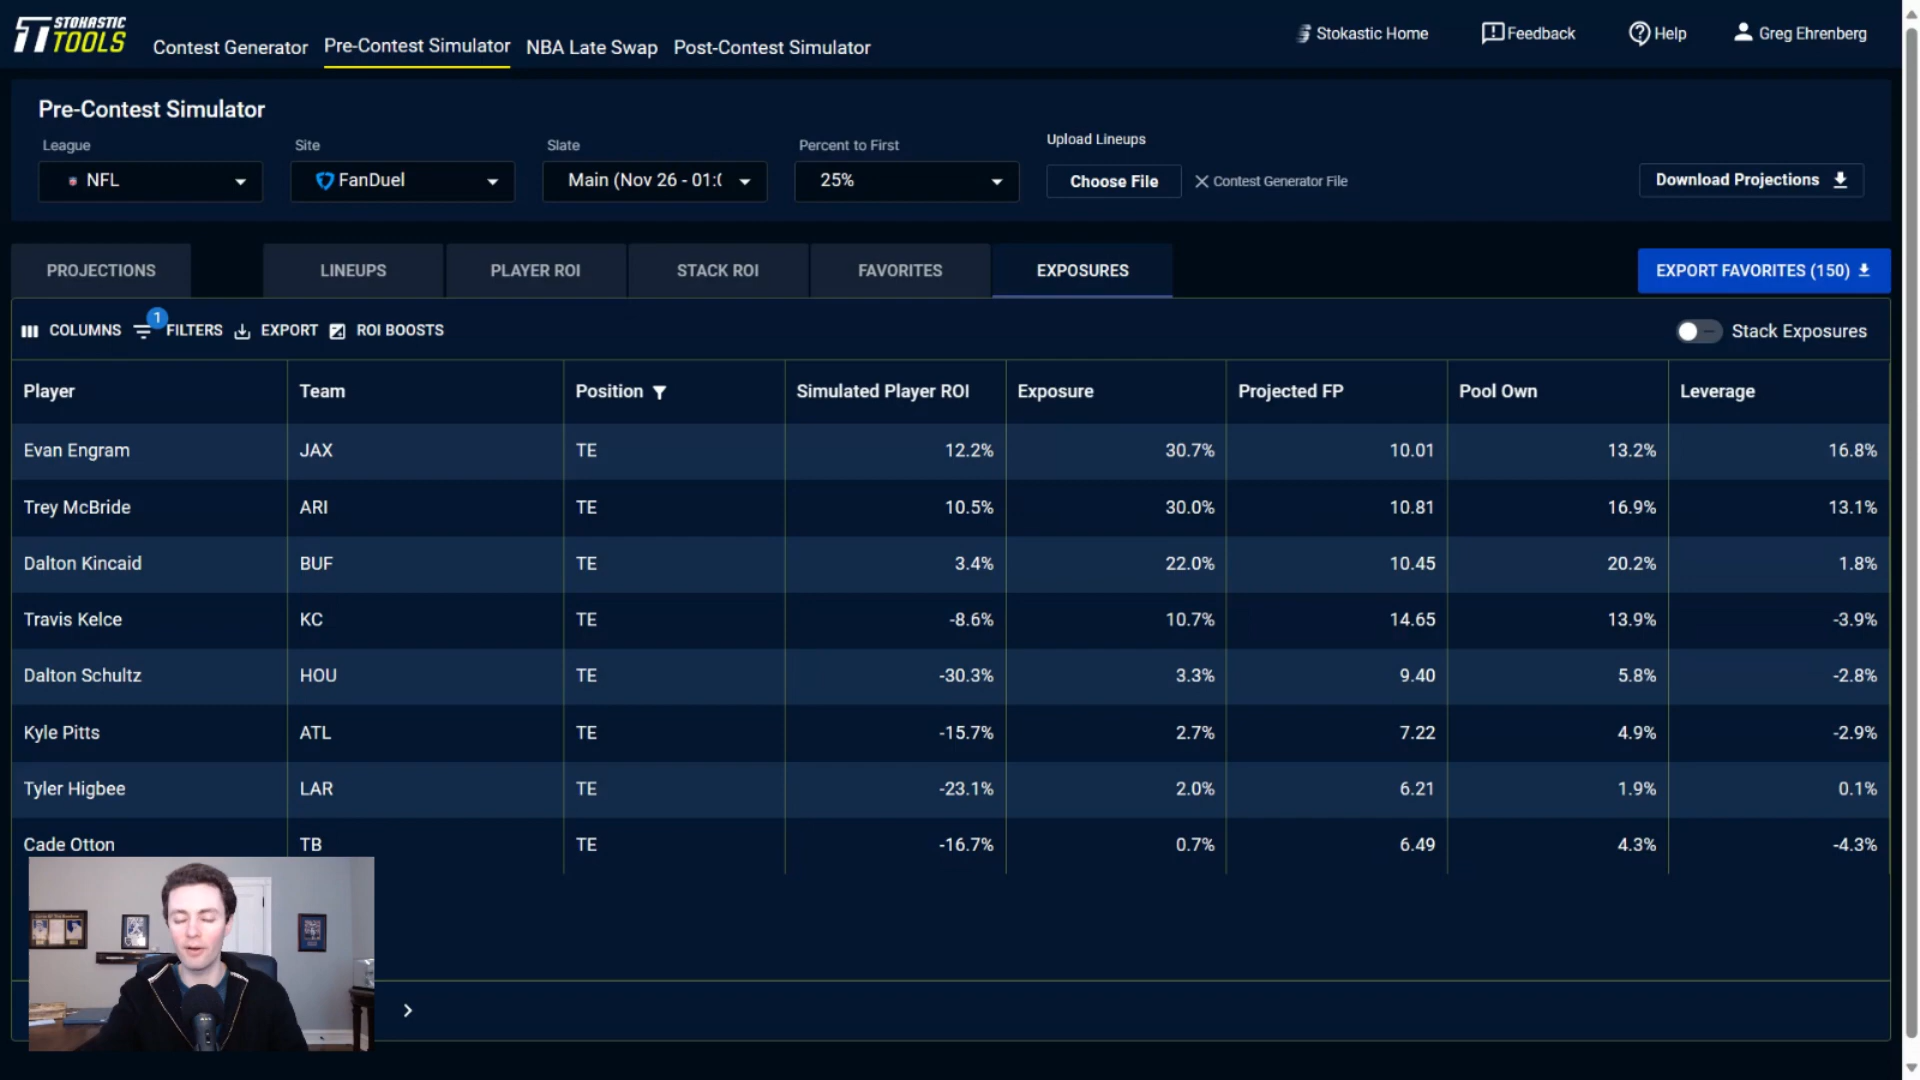 STOKASTIC
TOOLS
Contest Generator
Pre-Contest Simulator
NBA Late Swap
Post-Contest Simulator
Stokastic Home
Feedback
Help
Greg Ehrenberg
Pre-Contest Simulator
League
Site
Slate
Percent to First
Upload Lineups
NFL
FanDuel
Main (Nov 26 - 01:0
25%
Choose File
Contest Generator File
Download Projections
PROJECTIONS
LINEUPS
PLAYER ROI
STACK ROI
FAVORITES
EXPOSURES
EXPORT FAVORITES (150)
COLUMNS
1
FILTERS
EXPORT
ROI BOOSTS
Stack Exposures
Player Team Position Simulated Player ROI Exposure Projected FP Pool Own Leverage
Evan Engram JAX TE 12.2% 30.7% 10.01 13.2% 16.8%
Trey McBride ARI TE 10.5% 30.0% 10.81 16.9% 13.1%
Dalton Kincaid BUF TE 3.4% 22.0% 10.45 20.2% 1.8%
Travis Kelce KC TE -8.6% 10.7% 14.65 13.9% -3.9%
Dalton Schultz HOU TE -30.3% 3.3% 9.40 5.8% -2.8%
Kyle Pitts ATL TE -15.7% 2.7% 7.22 4.9% -2.9%
Tyler Higbee LAR TE -23.1% 2.0% 6.21 1.9% 0.1%
Cade Otton TB TE -16.7% 0.7% 6.49 4.3% -4.3%